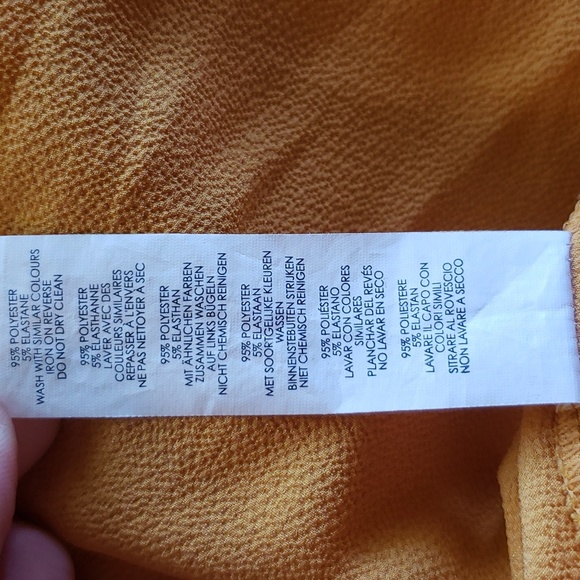 95% POLYESTER
5% ELASTANE
WASH WITH SIMILAR COLOURS
IRON ON REVERSE
DO NOT DRY CLEAN
95% POLYESTER
5% ELASTHANNE
LAVER AVEC DES
COULEURS SIMILAIRES
REPASSER À L'ENVERS
NE PAS NETTOYER À SEC
95% POLYESTER
5% ELASTHAN
MIT ÄHNLICHEN FARBEN
ZUSAMMEN WASCHEN
AUF LINKS BÜGELN
NICHT CHEMISCH REINIGEN
95% POLYESTER
5% ELASTAAN
MET SOORTGELIJKE KLEUREN
WASSEN
BINNENSTEBUITEN STRIJKEN
NIET CHEMISCH REINIGEN
95% POLIÉSTER
5% ELASTANO
LAVAR CON COLORES
SIMILARES
PLANCHAR DEL REVÉS
NO LAVAR EN SECO
95% POLIESTERE
5% ELASTAN
LAVARE IL CAPO CON
COLORI SIMILI
STIRARE AL ROVESCIO
NON LAVARE A SECCO